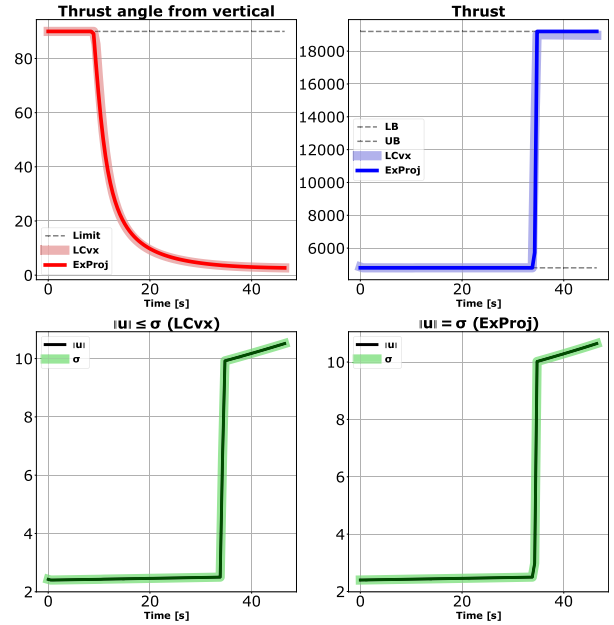 Thrust angle from vertical
80
60
40
20
0
Limit
LCvx
ExProj
0
20
40
Time [s]
Thrust
18000
16000
14000
12000
10000
8000
6000
LB
UB
LCvx
ExProj
0
20
40
Time [s]
‖u‖ ≤ σ (LCvx)
10
8
6
4
2
‖u‖
σ
0
20
40
Time [s]
‖u‖ = σ (ExProj)
10
8
6
4
2
‖u‖
σ
0
20
40
Time [s]